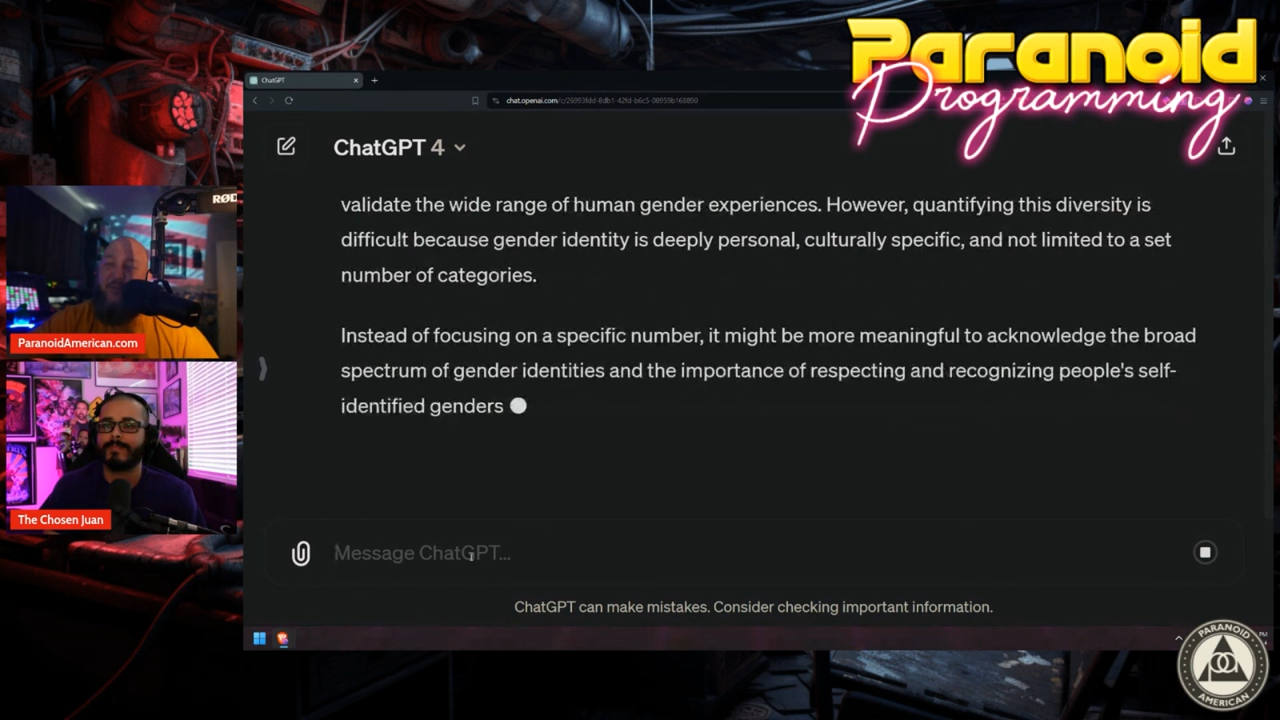 Paranoid
Programming
ChatGPT
ChatGPT 4
validate the wide range of human gender experiences. However, quantifying this diversity is
difficult because gender identity is deeply personal, culturally specific, and not limited to a set
number of categories.
Instead of focusing on a specific number, it might be more meaningful to acknowledge the broad
spectrum of gender identities and the importance of respecting and recognizing people's self-
identified genders
RØD
ParanoidAmerican.com
The Chosen Juan
Message ChatGPT...
ChatGPT can make mistakes. Consider checking important information.
PARANOID
AMERICAN